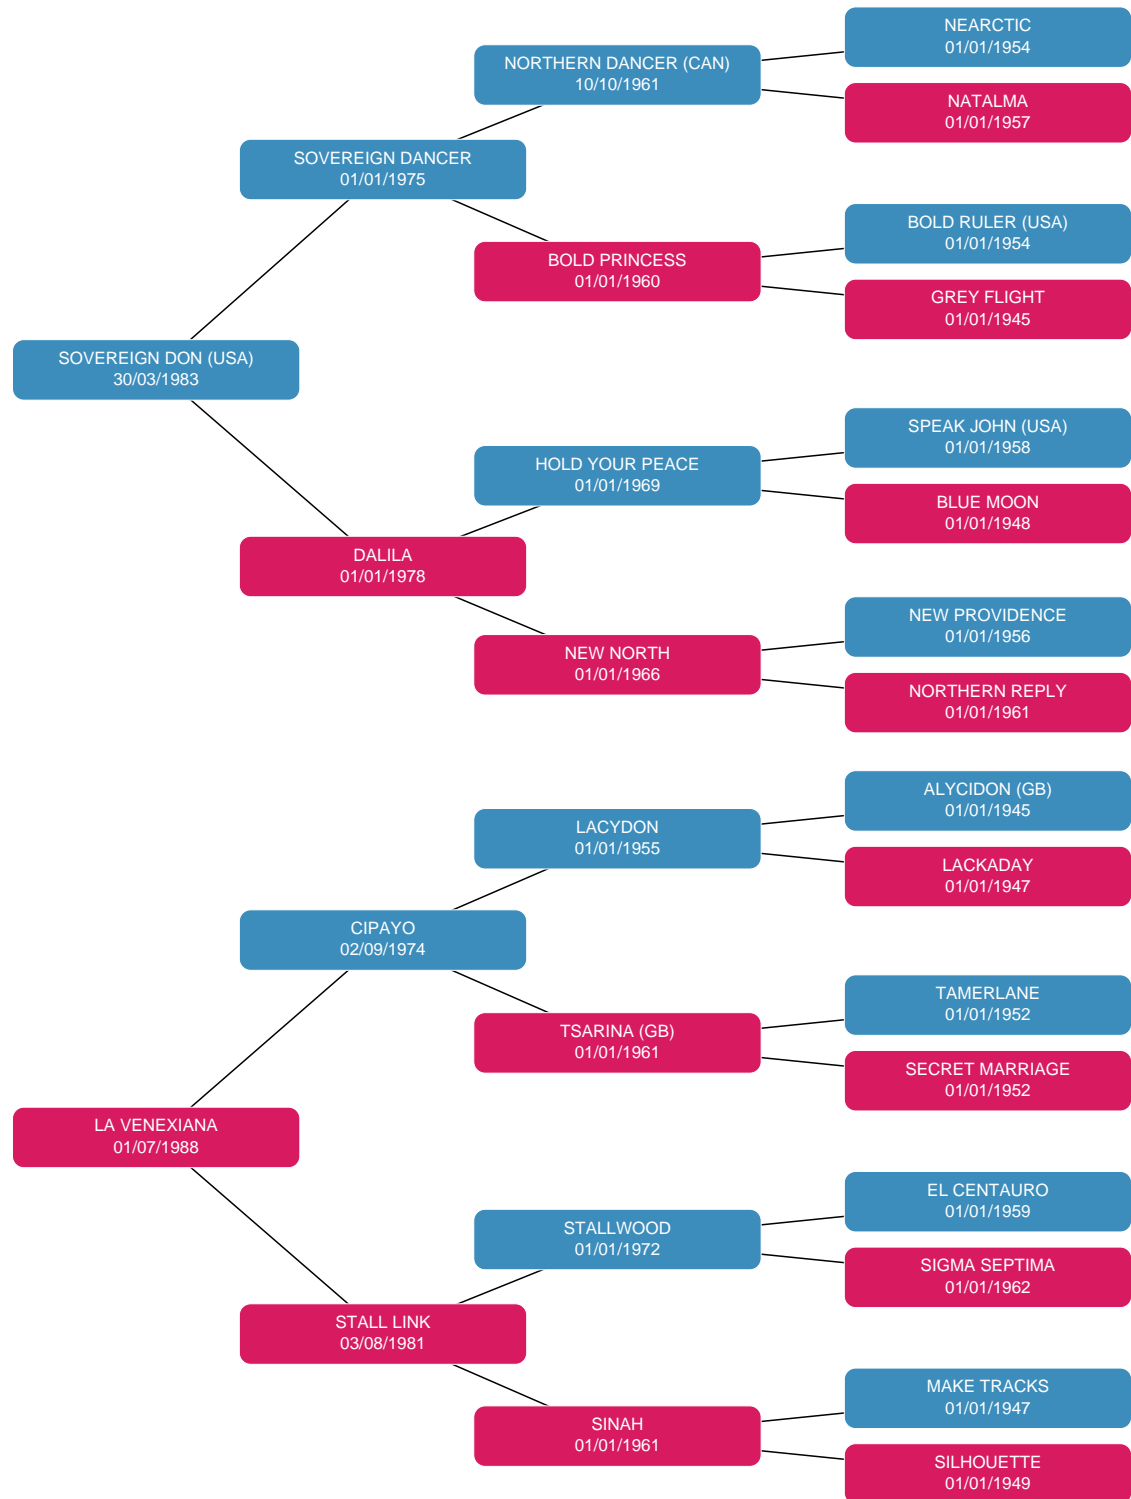 NEARCTIC
01/01/1954
NORTHERN DANCER (CAN)
10/10/1961
NATALMA
01/01/1957
SOVEREIGN DANCER
01/01/1975
BOLD RULER (USA)
01/01/1954
BOLD PRINCESS
01/01/1960
GREY FLIGHT
01/01/1945
SOVEREIGN DON (USA)
30/03/1983
SPEAK JOHN (USA)
01/01/1958
HOLD YOUR PEACE
01/01/1969
BLUE MOON
01/01/1948
DALILA
01/01/1978
NEW PROVIDENCE
01/01/1956
NEW NORTH
01/01/1966
NORTHERN REPLY
01/01/1961
ALYCIDON (GB)
01/01/1945
LACYDON
01/01/1955
LACKADAY
01/01/1947
CIPAYO
02/09/1974
TAMERLANE
01/01/1952
TSARINA (GB)
01/01/1961
SECRET MARRIAGE
01/01/1952
LA VENEXIANA
01/07/1988
EL CENTAURO
01/01/1959
STALLWOOD
01/01/1972
SIGMA SEPTIMA
01/01/1962
STALL LINK
03/08/1981
MAKE TRACKS
01/01/1947
SINAH
01/01/1961
SILHOUETTE
01/01/1949